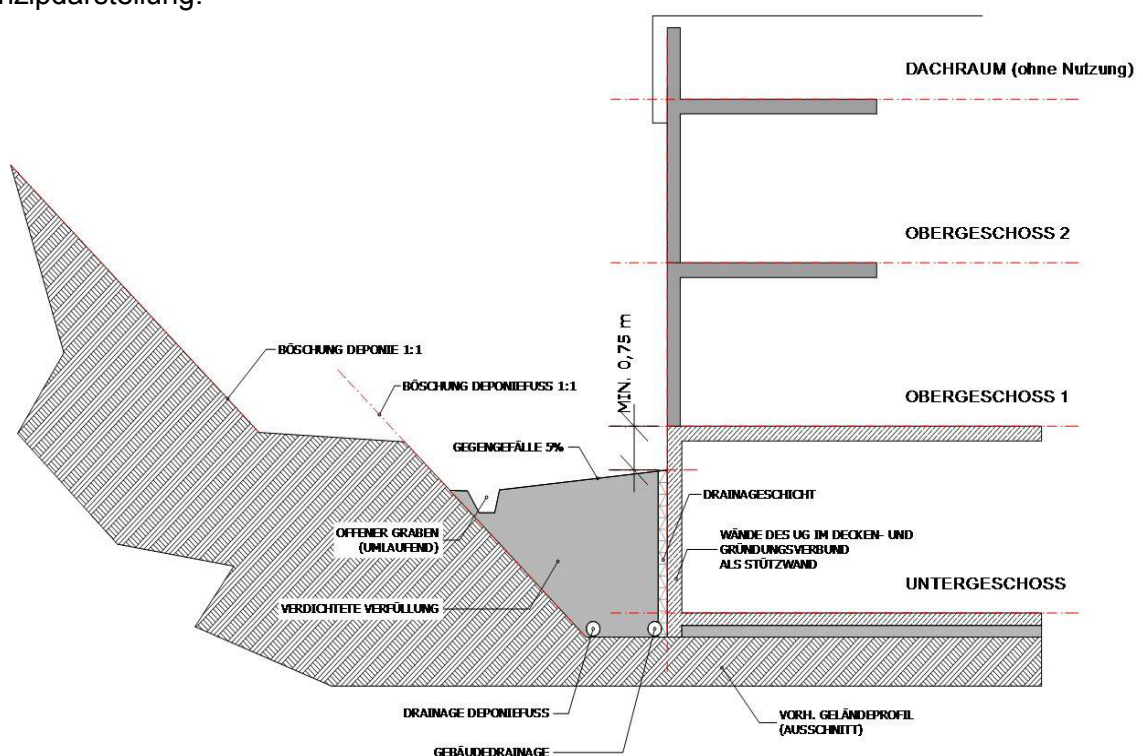 DACHRAUM (ohne Nutzung)
OBERGESCHOSS 2
BÖSCHUNG DEPONIE 1:1
MIN. 0,75 m
BÖSCHUNG DEPONIEFUSS 1:1
OBERGESCHOSS 1
GEGENGEFÄLLE 5%
DRAINAGESCHICHT
OFFENER GRABEN
(UMLAUFEND)
WÄNDE DES UG IM DECKEN- UND
GRÜNDUNGSVERBUND
ALS STÜTZWAND
UNTERGESCHOSS
VERDICHTETE VERFÜLLUNG
DRAINAGE DEPONIEFUSS
VORH. GELÄNDEPROFIL
(AUSSCHNITT)
GEBÄUDEDRAINAGE